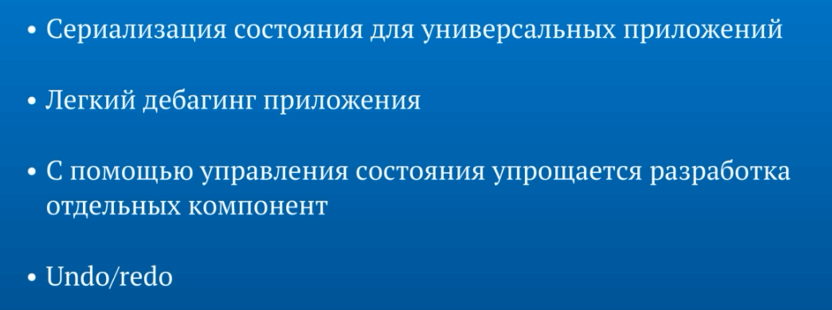 • Сериализация состояния для универсальных приложений
• Легкий дебагинг приложения
• С помощью управления состояния упрощается разработка
отдельных компонент
• Undo/redo